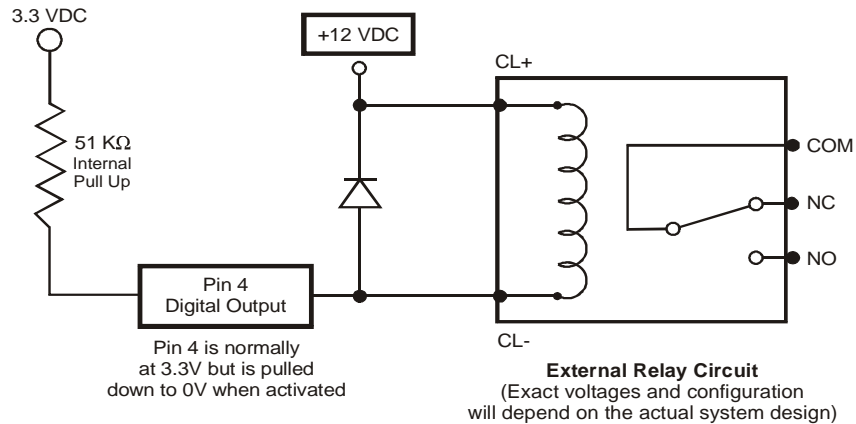 3.3 VDC
51 KΩ
Internal
Pull Up
+12 VDC
CL+
COM
NC
NO
Pin 4
Digital Output
CL-
Pin 4 is normally
at 3.3V but is pulled
down to 0V when activated
External Relay Circuit
(Exact voltages and configuration
will depend on the actual system design)